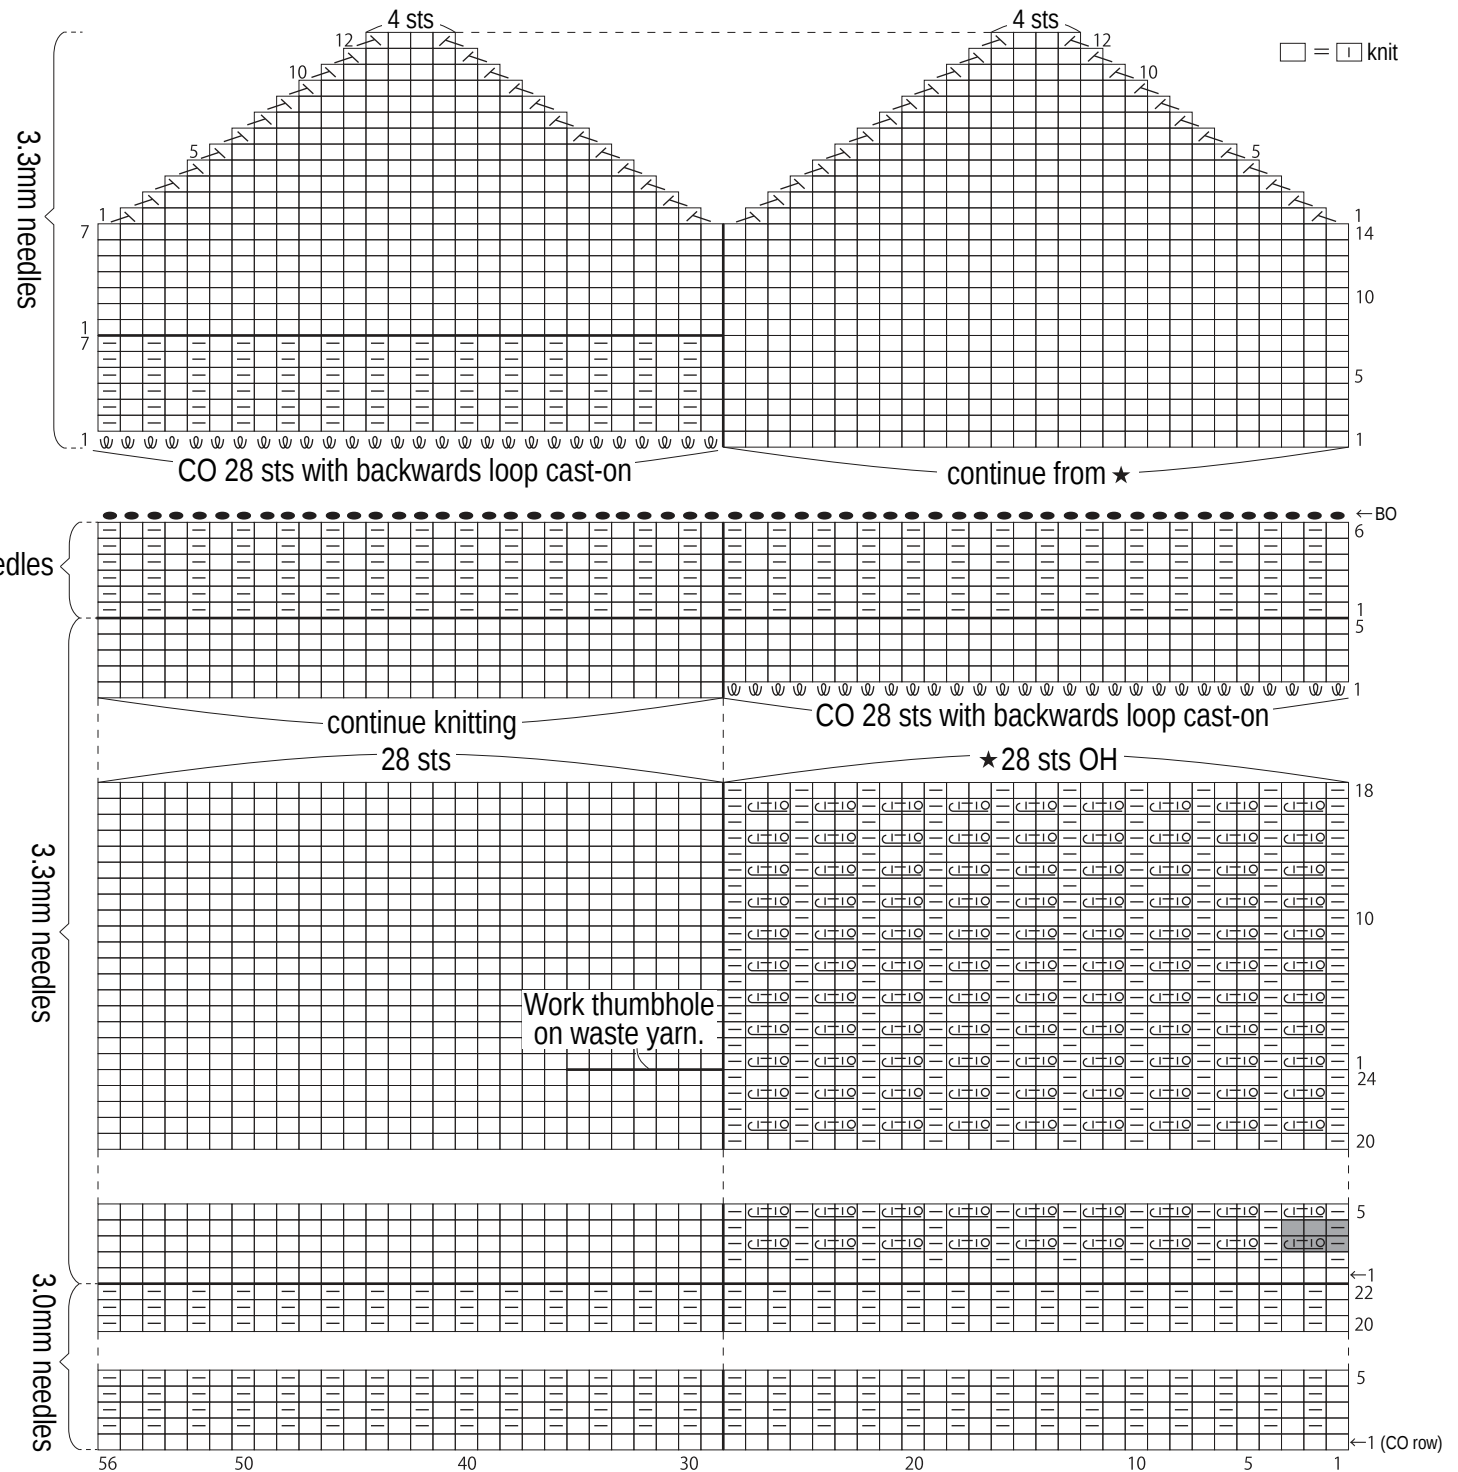 4 sts
4 sts
12
12
= knit
10
10
3.3mm needles
5
5
1
1
7
14
10
1
7
5
1
1
CO 28 sts with backwards loop cast-on
continue from ★
←BO
6
edles
1
5
1
continue knitting
CO 28 sts with backwards loop cast-on
28 sts
★28 sts OH
18
3.3mm needles
10
Work thumbhole
on waste yarn.
1
24
20
5
←1
3.0mm needles
22
20
5
←1 (CO row)
56
50
40
30
20
10
5
1